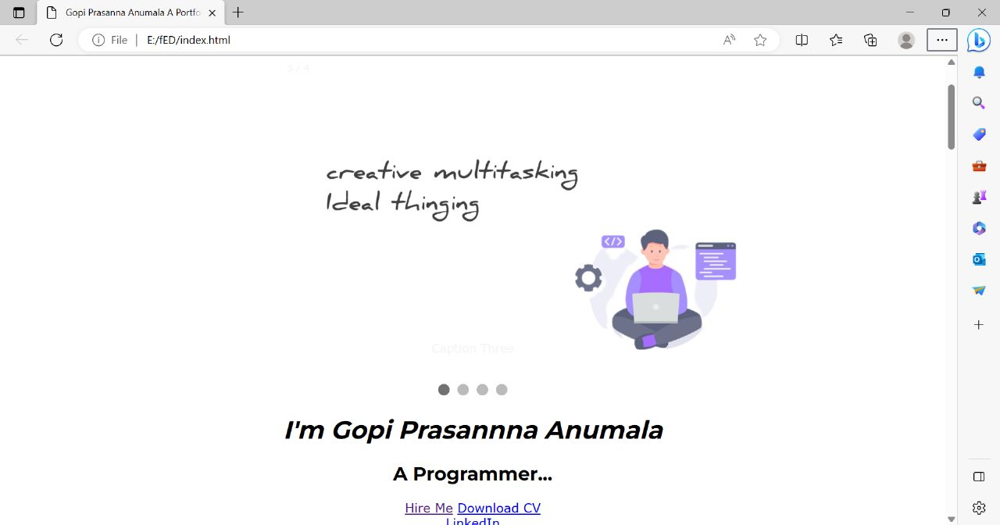 Gopi Prasanna Anumala A Portfo
File | E:/fED/index.html
3 / 4
creative multitasking
Ideal thinging
</>
Caption Three
I'm Gopi Prasannna Anumala
A Programmer...
Hire Me Download CV
LinkedIn